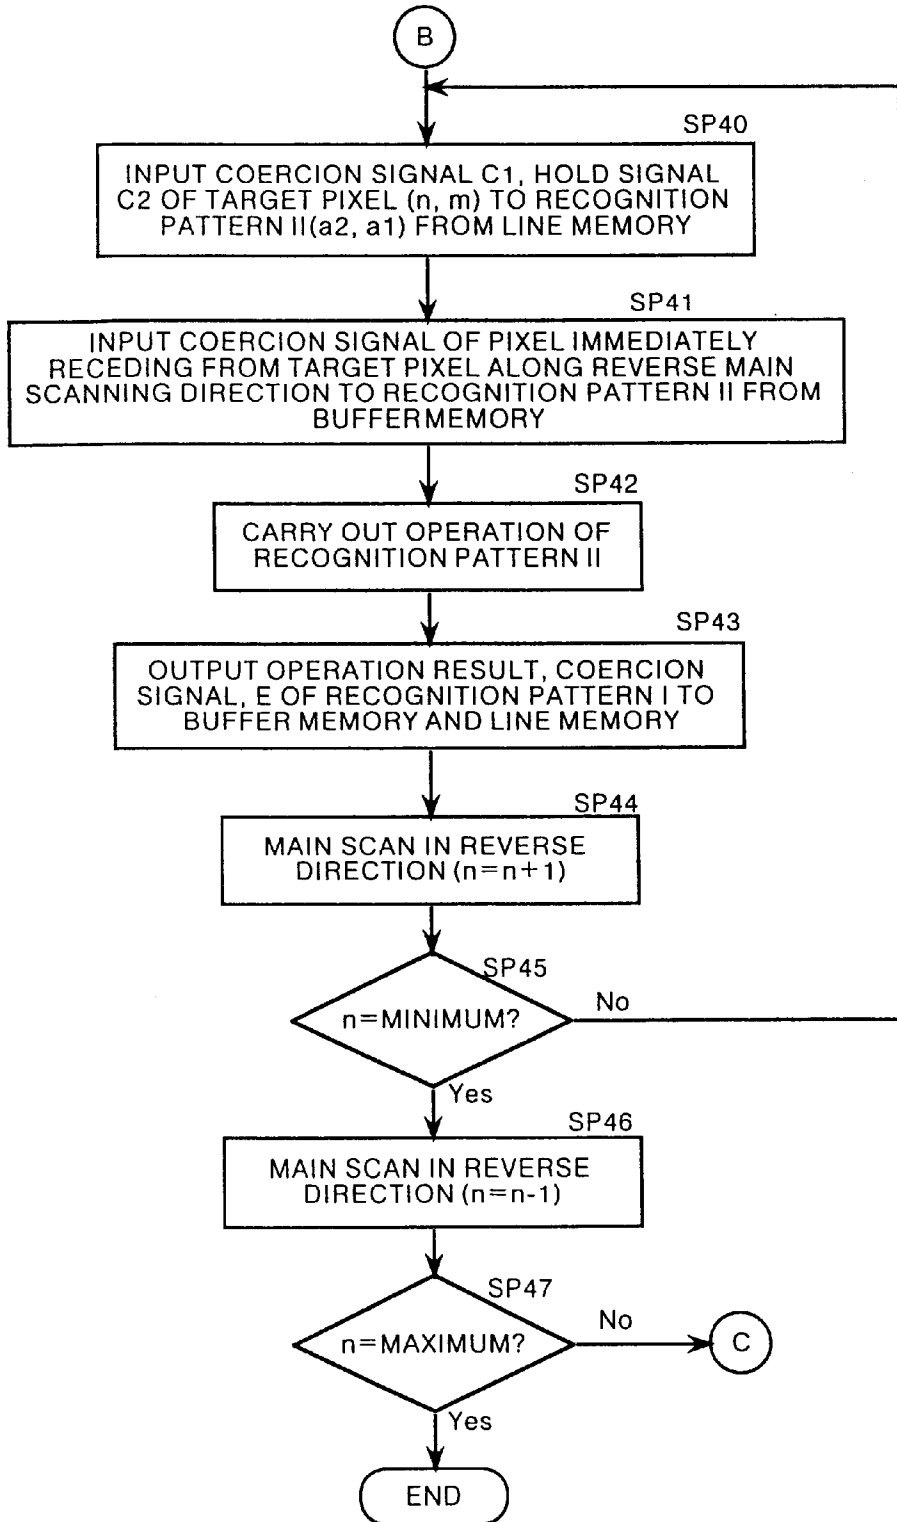 B
SP40
INPUT COERCION SIGNAL C1, HOLD SIGNAL
C2 OF TARGET PIXEL (n, m) TO RECOGNITION
PATTERN II(a2, a1) FROM LINE MEMORY
SP41
INPUT COERCION SIGNAL OF PIXEL IMMEDIATELY
RECEDING FROM TARGET PIXEL ALONG REVERSE MAIN
SCANNING DIRECTION TO RECOGNITION PATTERN II FROM
BUFFERMEMORY
SP42
CARRY OUT OPERATION OF
RECOGNITION PATTERN II
SP43
OUTPUT OPERATION RESULT, COERCION
SIGNAL, E OF RECOGNITION PATTERN I TO
BUFFER MEMORY AND LINE MEMORY
SP44
MAIN SCAN IN REVERSE
DIRECTION (n=n+1)
SP45
n=MINIMUM?
No
Yes
SP46
MAIN SCAN IN REVERSE
DIRECTION (n=n-1)
SP47
n=MAXIMUM?
No
C
Yes
END